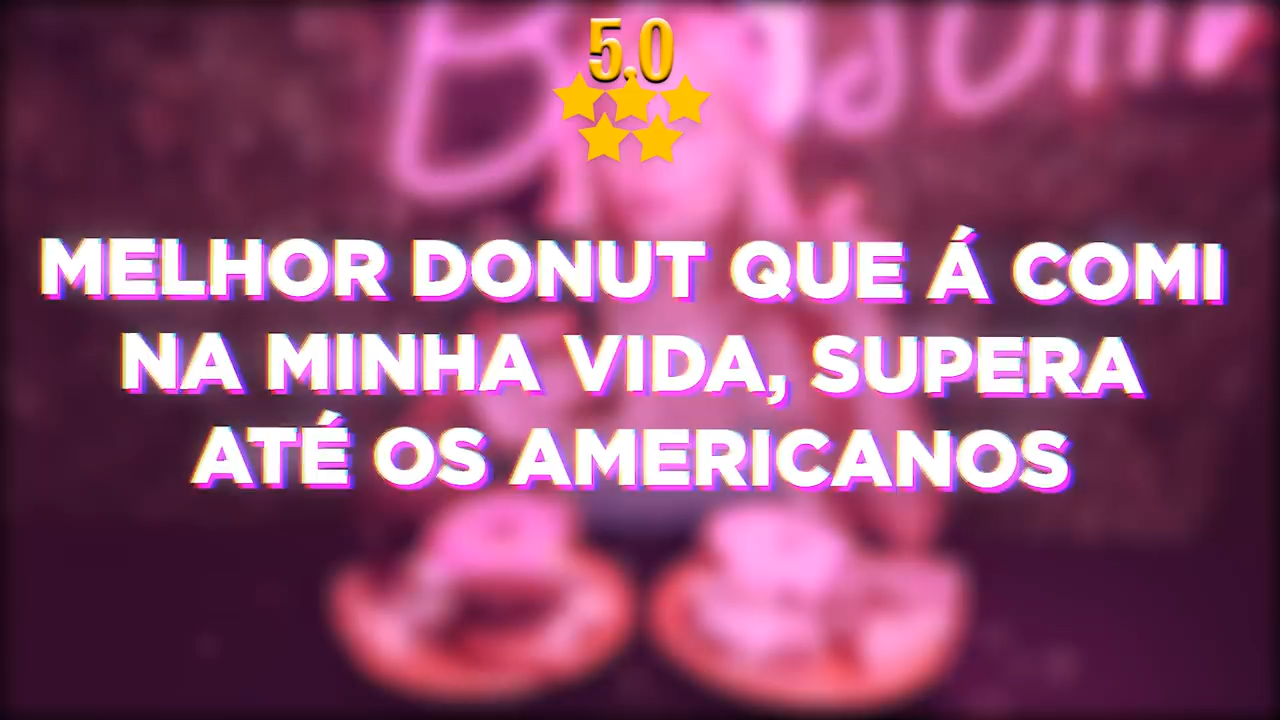 5.0
MELHOR DONUT QUE Á COMI
NA MINHA VIDA, SUPERA
ATÉ OS AMERICANOS